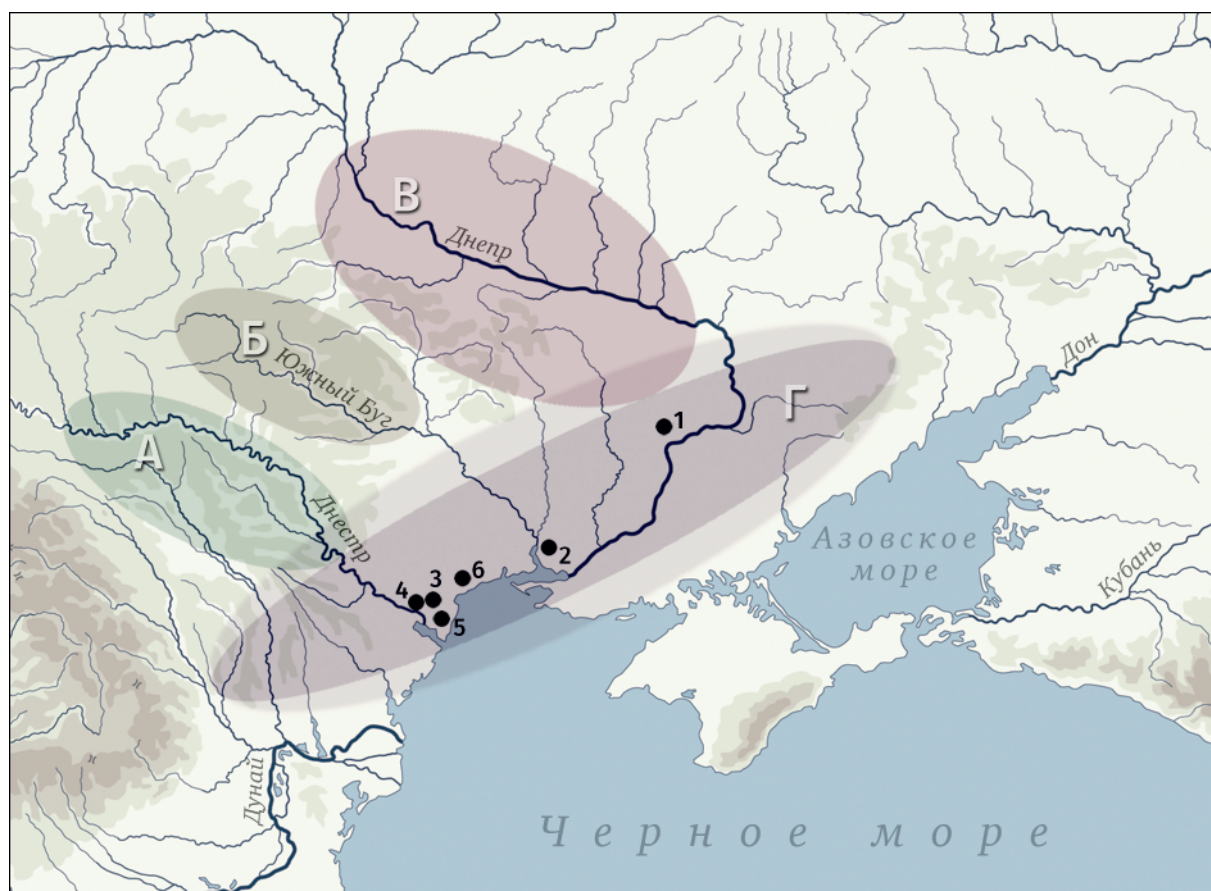 В
Днепр
Б
Южный Буг
Дон
А
Г
1
Днестр
2
Азовское
море
6
3
4
5
Кубань
Дунай
Черное море